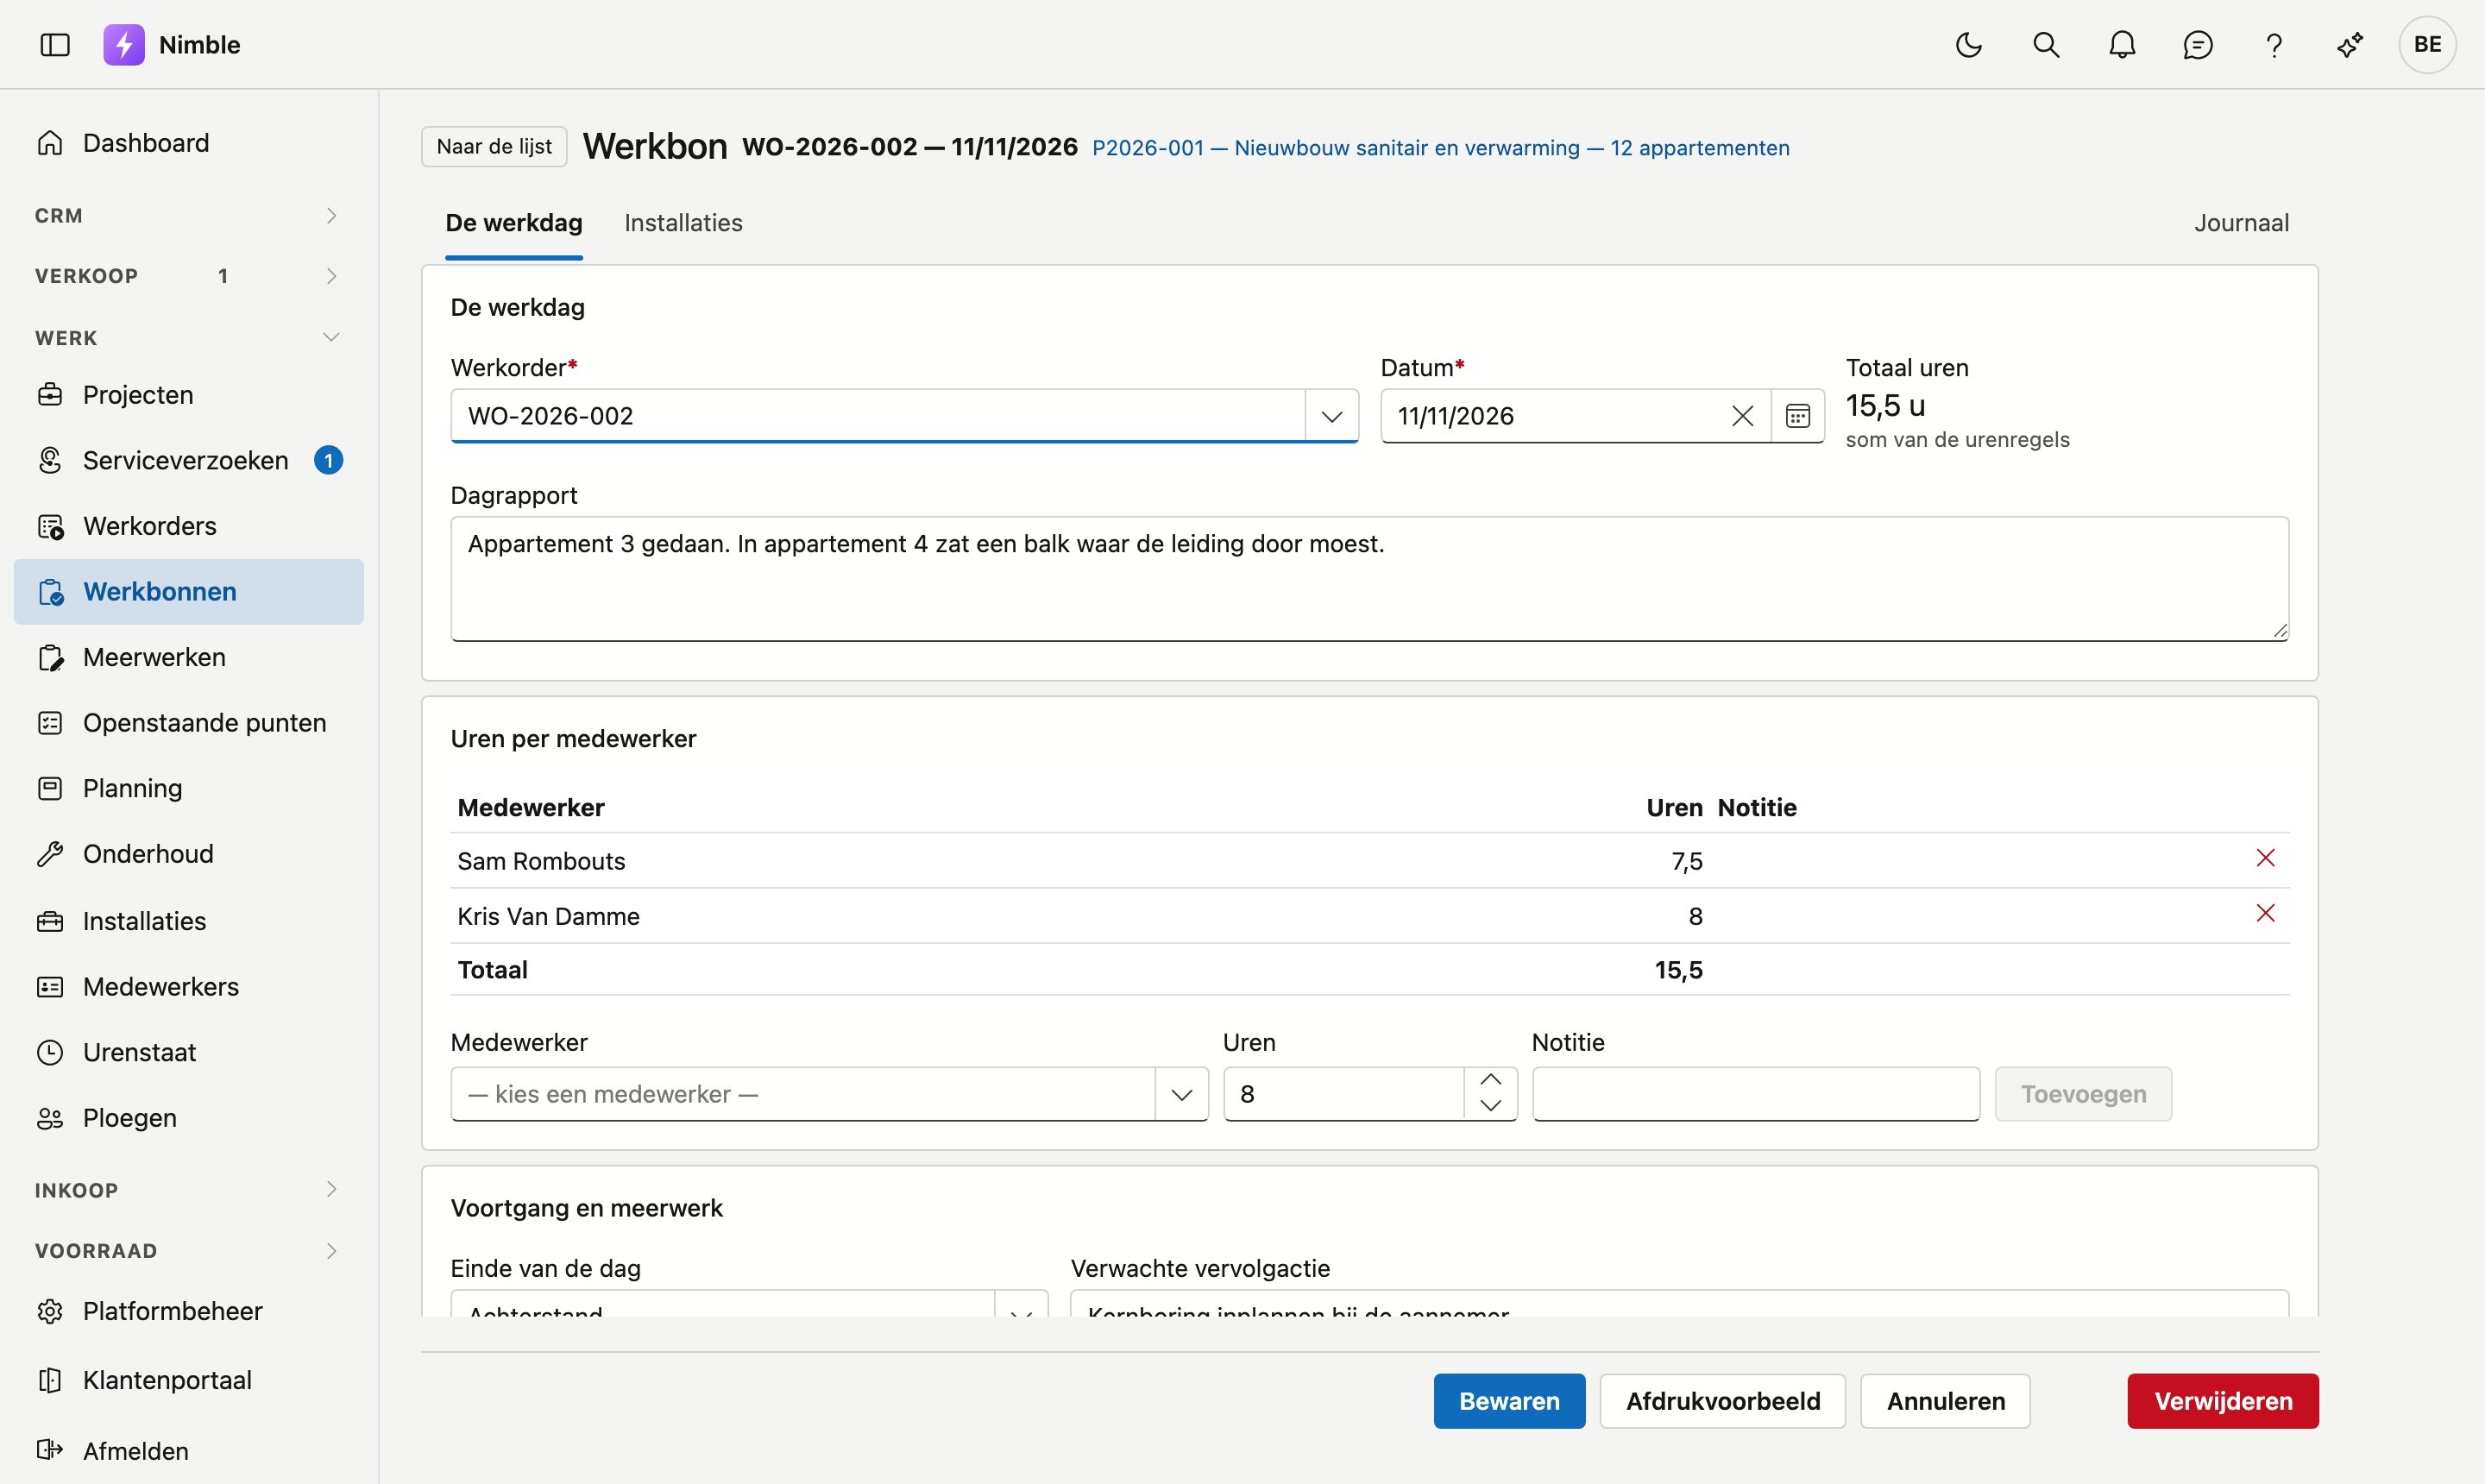 Nimble
BE
Dashboard
CRM
VERKOOP 1
WERK
Projecten
Serviceverzoeken 1
Werkorders
Werkbonnen
Meerwerken
Openstaande punten
Planning
Onderhoud
Installaties
Medewerkers
Urenstaat
Ploegen
INKOOP
VOORRAAD
Platformbeheer
Klantenportaal
Afmelden
Naar de lijst Werkbon WO-2026-002 — 11/11/2026 P2026-001 — Nieuwbouw sanitair en verwarming — 12 appartementen
De werkdag Installaties Journaal
De werkdag
Werkorder* Datum* Totaal uren
WO-2026-002 11/11/2026 15,5 u
som van de urenregels
Dagrapport
Appartement 3 gedaan. In appartement 4 zat een balk waar de leiding door moest.
Uren per medewerker
Medewerker Uren Notitie
Sam Rombouts 7,5
Kris Van Damme 8
Totaal 15,5
Medewerker Uren Notitie
— kies een medewerker — 8 Toevoegen
Voortgang en meerwerk
Einde van de dag Verwachte vervolgactie
Achterstand Kernboring inplannen bij de aannemer
Bewaren Afdrukvoorbeeld Annuleren Verwijderen